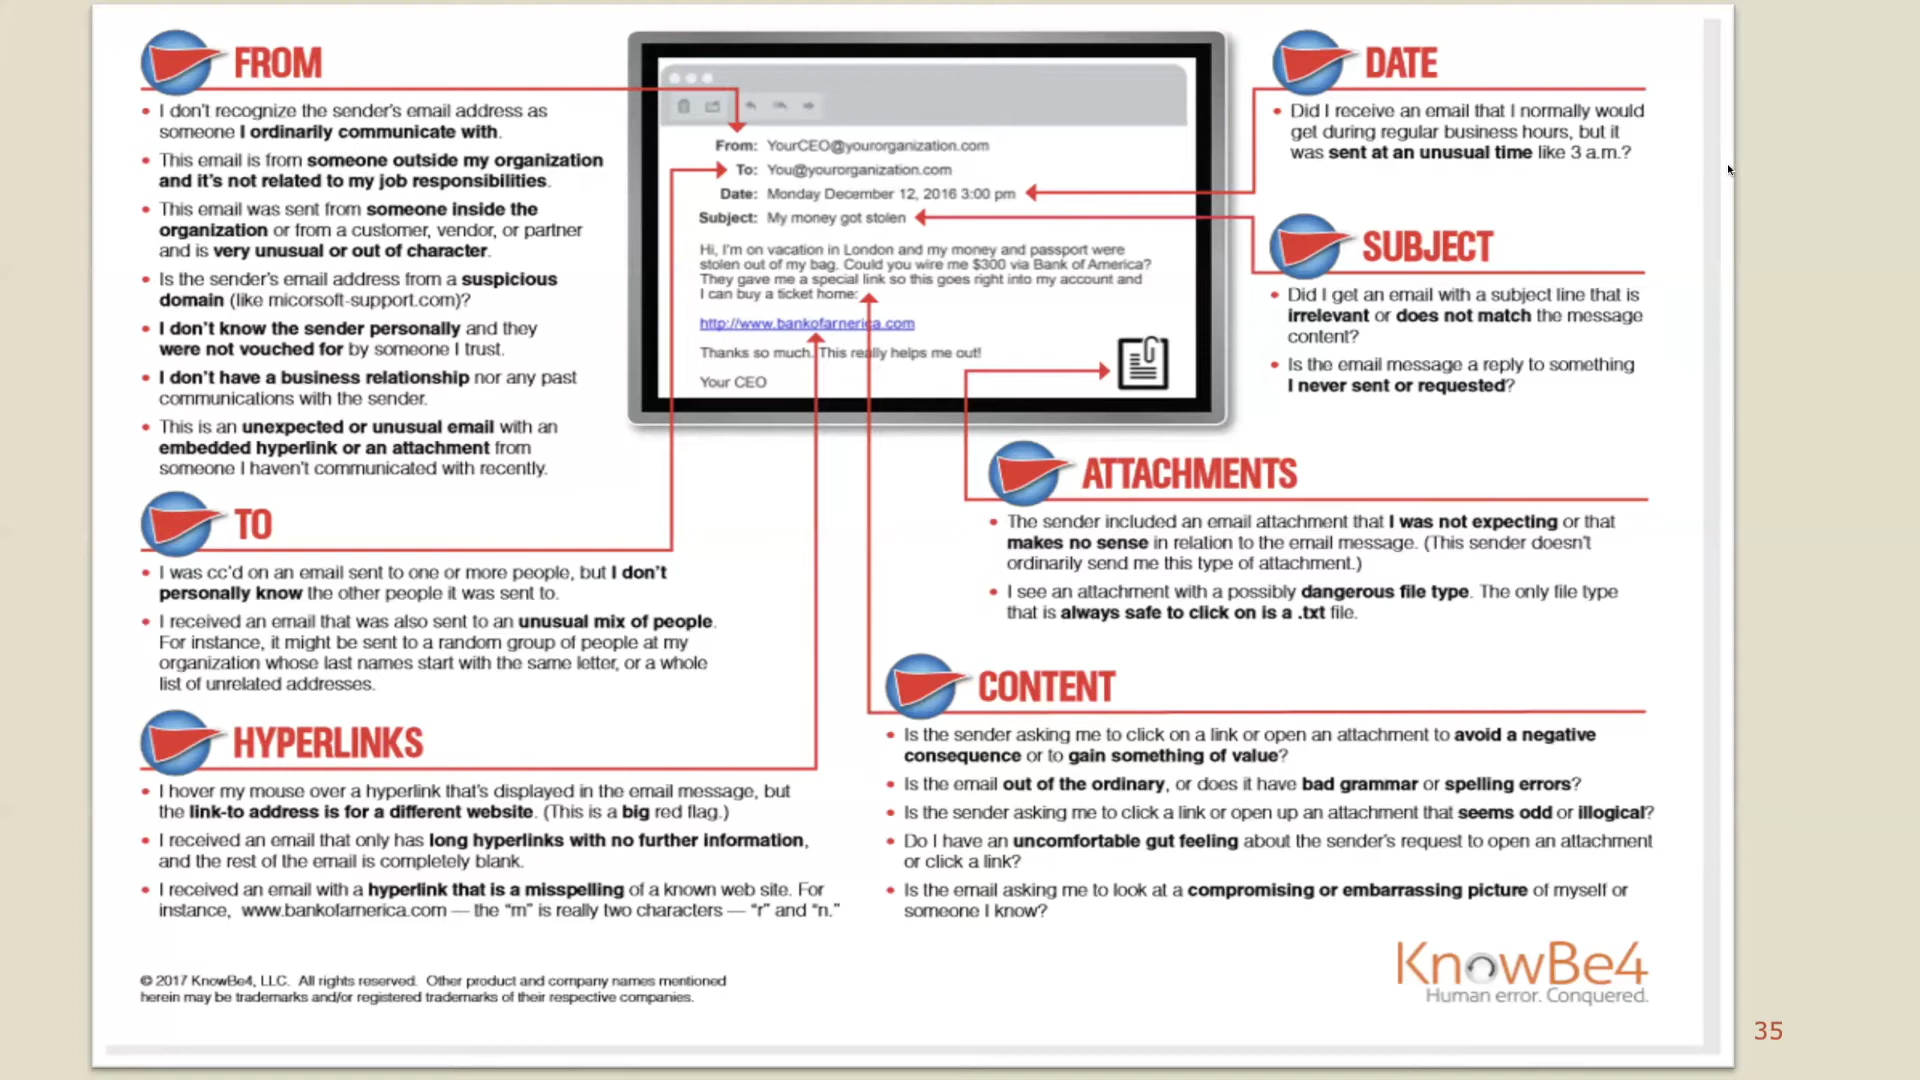 FROM
• I don't recognize the sender's email address as
someone I ordinarily communicate with.
• This email is from someone outside my organization
and it's not related to my job responsibilities.
• This email was sent from someone inside the
organization or from a customer, vendor, or partner
and is very unusual or out of character.
• Is the sender's email address from a suspicious
domain (like micorsoft-support.com)?
• I don't know the sender personally and they
were not vouched for by someone I trust.
• I don't have a business relationship nor any past
communications with the sender.
• This is an unexpected or unusual email with an
embedded hyperlink or an attachment from
someone I haven't communicated with recently.
TO
• I was cc'd on an email sent to one or more people, but I don't
personally know the other people it was sent to.
• I received an email that was also sent to an unusual mix of people.
For instance, it might be sent to a random group of people at my
organization whose last names start with the same letter, or a whole
list of unrelated addresses.
HYPERLINKS
• I hover my mouse over a hyperlink that's displayed in the email message, but
the link-to address is for a different website. (This is a big red flag.)
• I received an email that only has long hyperlinks with no further information,
and the rest of the email is completely blank.
• I received an email with a hyperlink that is a misspelling of a known web site. For
instance, www.bankofarnerica.com — the "m" is really two characters — "r" and "n."
From: YourCEO@yourorganization.com
To: You@yourorganization.com
Date: Monday December 12, 2016 3:00 pm
Subject: My money got stolen
Hi, I'm on vacation in London and my money and passport were
stolen out of my bag. Could you wire me $300 via Bank of America?
They gave me a special link so this goes right into my account and
I can buy a ticket home:
http://www.bankofarnerica.com
Thanks so much. This really helps me out!
Your CEO
DATE
• Did I receive an email that I normally would
get during regular business hours, but it
was sent at an unusual time like 3 a.m.?
SUBJECT
• Did I get an email with a subject line that is
irrelevant or does not match the message
content?
• Is the email message a reply to something
I never sent or requested?
ATTACHMENTS
• The sender included an email attachment that I was not expecting or that
makes no sense in relation to the email message. (This sender doesn't
ordinarily send me this type of attachment.)
• I see an attachment with a possibly dangerous file type. The only file type
that is always safe to click on is a .txt file.
CONTENT
• Is the sender asking me to click on a link or open an attachment to avoid a negative
consequence or to gain something of value?
• Is the email out of the ordinary, or does it have bad grammar or spelling errors?
• Is the sender asking me to click a link or open up an attachment that seems odd or illogical?
• Do I have an uncomfortable gut feeling about the sender's request to open an attachment
or click a link?
• Is the email asking me to look at a compromising or embarrassing picture of myself or
someone I know?
© 2017 KnowBe4, LLC. All rights reserved. Other product and company names mentioned
herein may be trademarks and/or registered trademarks of their respective companies.
KnowBe4
Human error. Conquered.
35